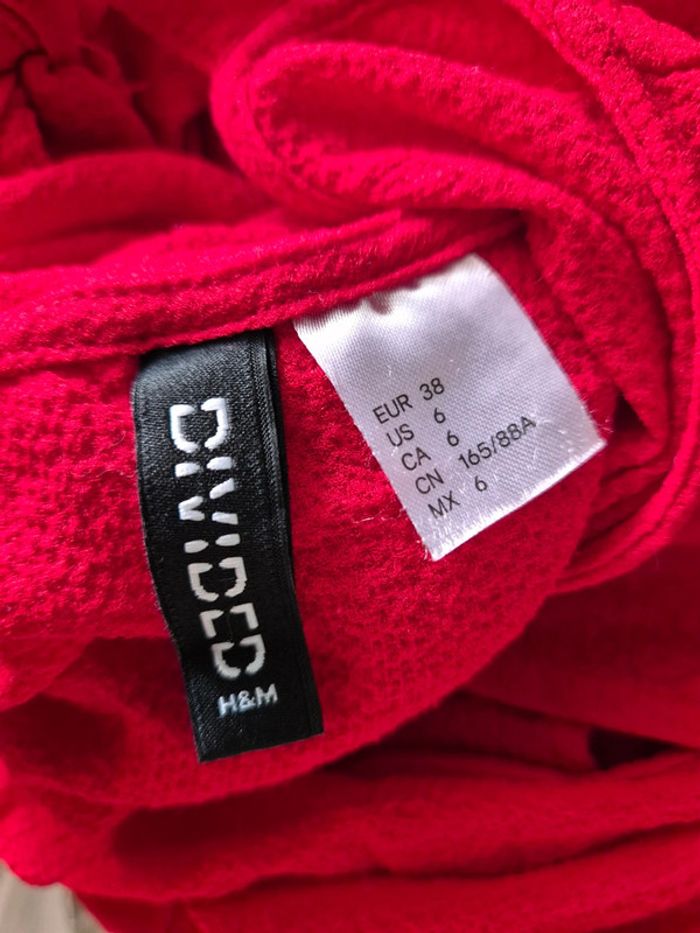 DIVIDED
H&M
EUR 38
US 6
CA 6
CN 165/88A
MX 6